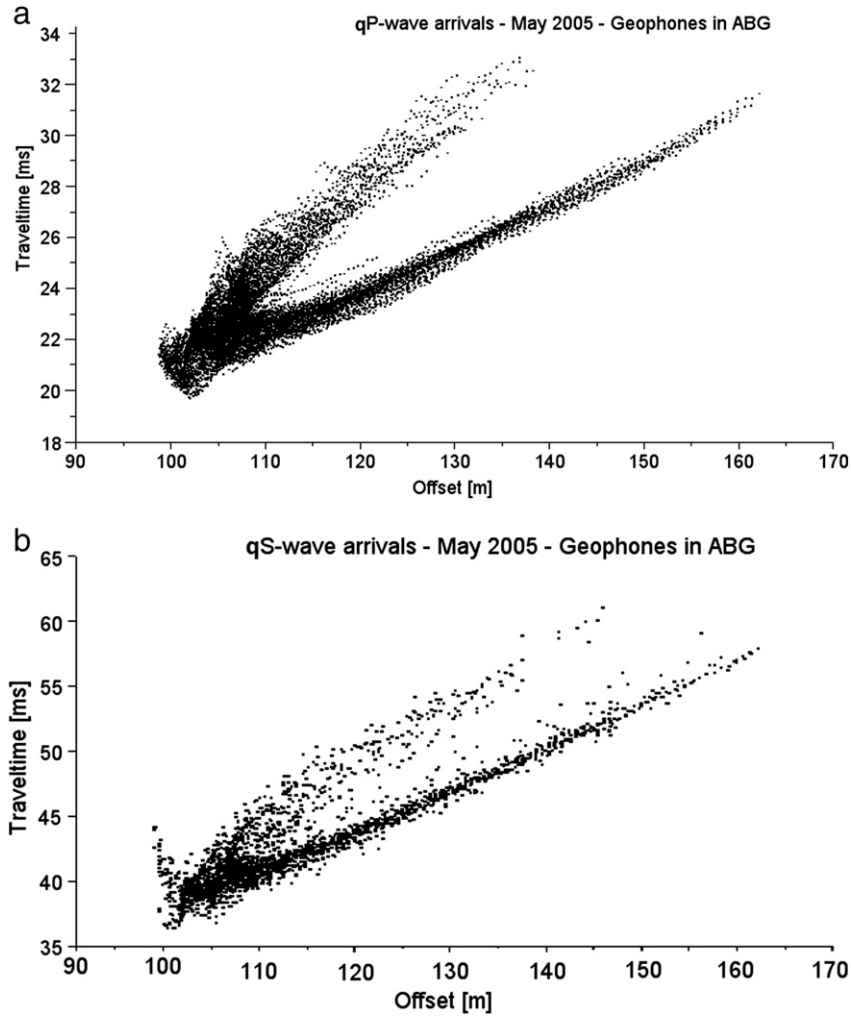 a
qP-wave arrivals - May 2005 - Geophones in ABG
34
32
30
28
26
24
22
20
18
Traveltime [ms]
90 100 110 120 130 140 150 160 170
Offset [m]
b
qS-wave arrivals - May 2005 - Geophones in ABG
65
60
55
50
45
40
35
Traveltime [ms]
90 100 110 120 130 140 150 160 170
Offset [m]